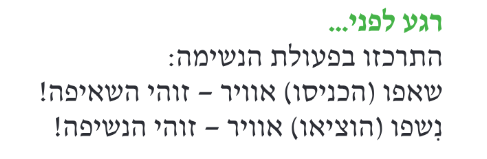 רגע לפני...
התרכזו בפעולת הנשימה:
שאפו (הכניסו) אוויר – זוהי השאיפה!
נִשפו (הוציאו) אוויר – זוהי הנשיפה!